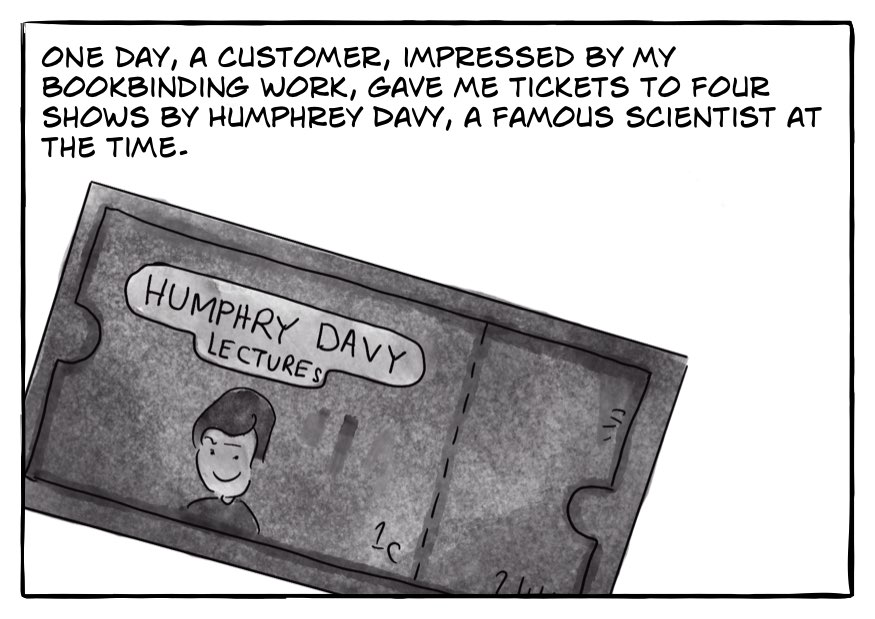 ONE DAY, A CUSTOMER, IMPRESSED BY MY
BOOKBINDING WORK, GAVE ME TICKETS TO FOUR
SHOWS BY HUMPHREY DAVY, A FAMOUS SCIENTIST AT
THE TIME.
HUMPHRY DAVY
LECTURES
1C